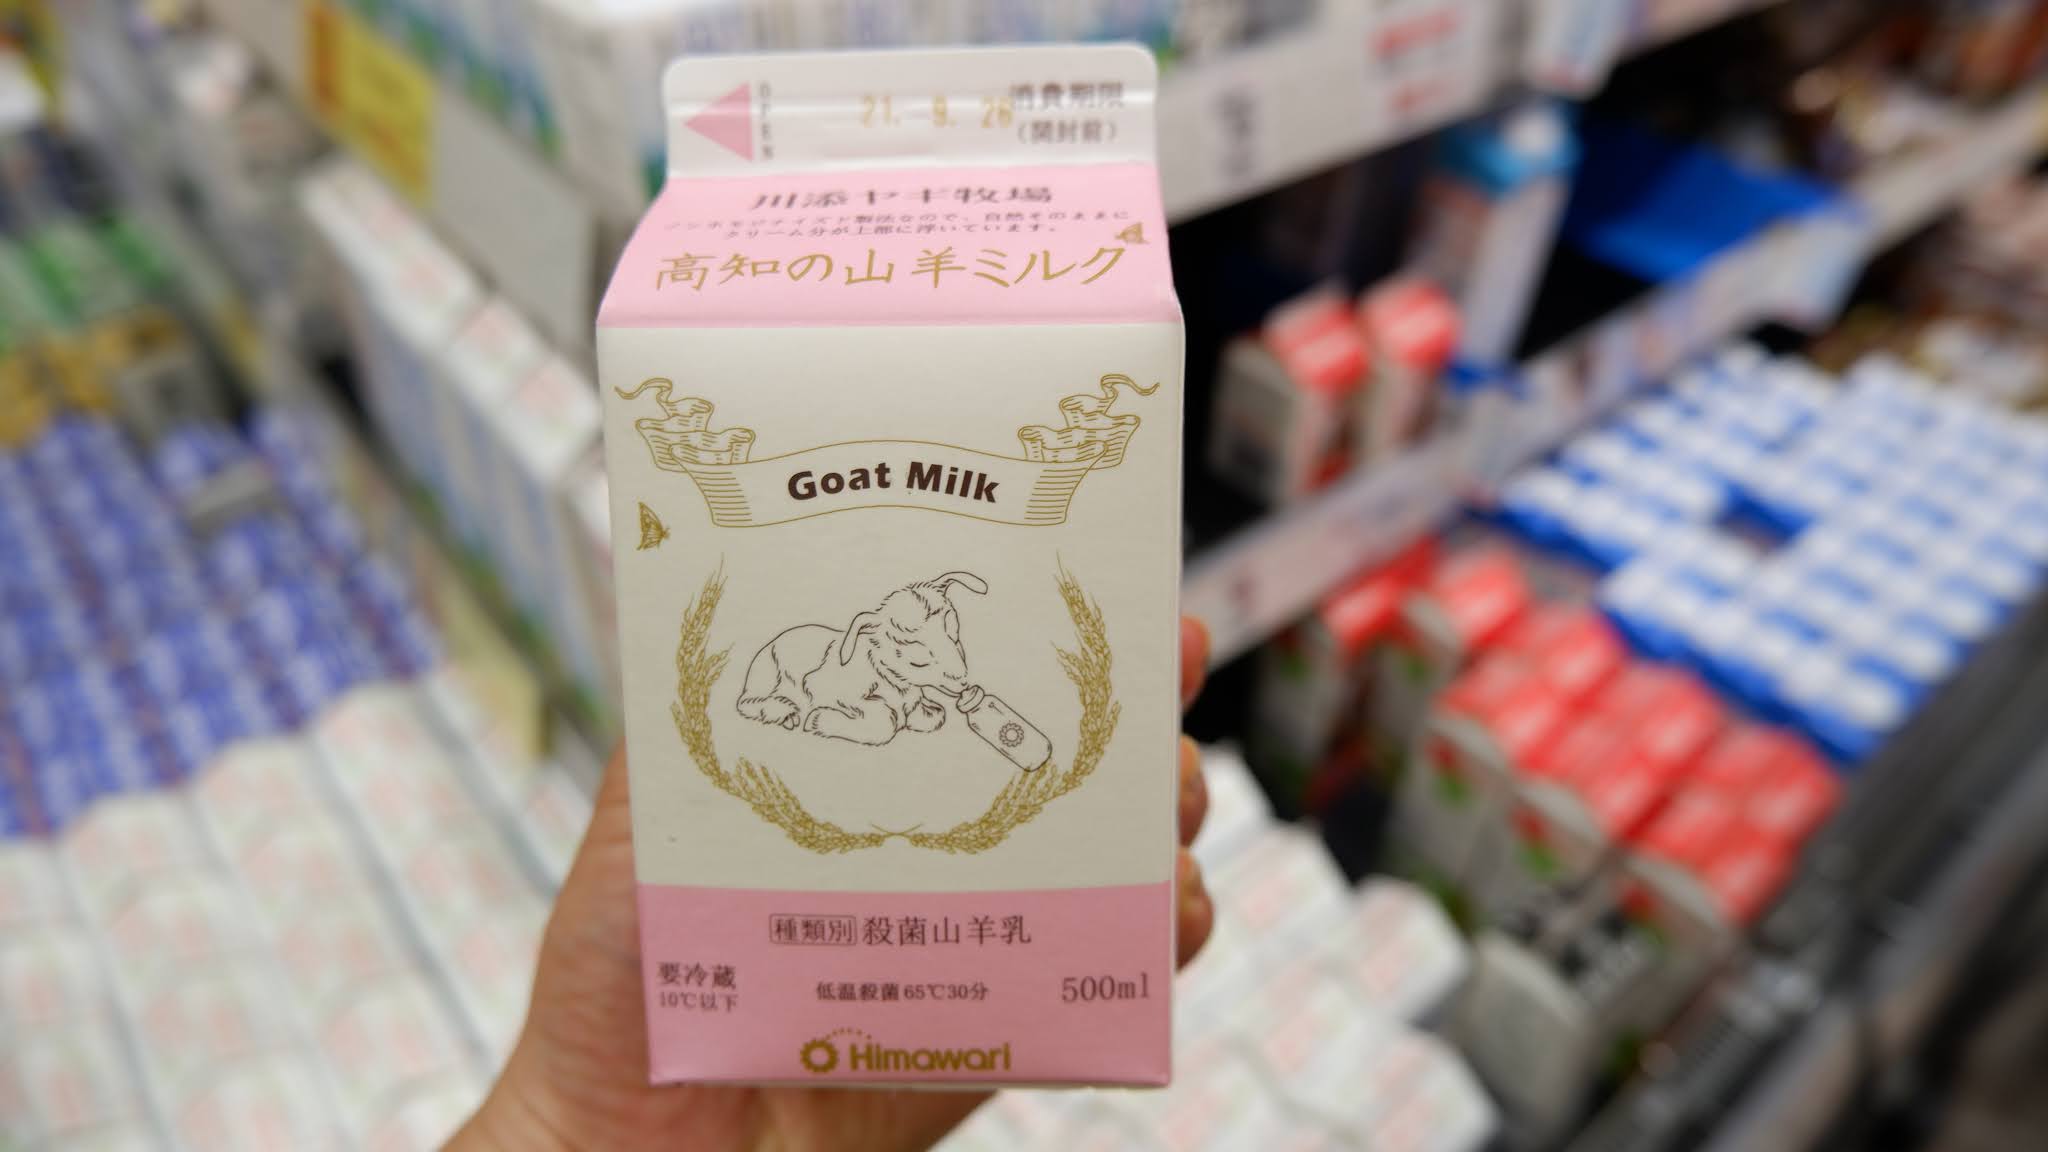 OPEN
21. 9. 26
消費期限
(開封前)
川添ヤギ牧場
ノンホモジナイズド製法なので、自然そのままに
クリーム分が上部に浮いています。
高知の山羊ミルク
Goat Milk
種類別 殺菌山羊乳
要冷蔵
10℃以下
低温殺菌65℃30分
500ml
Himawari